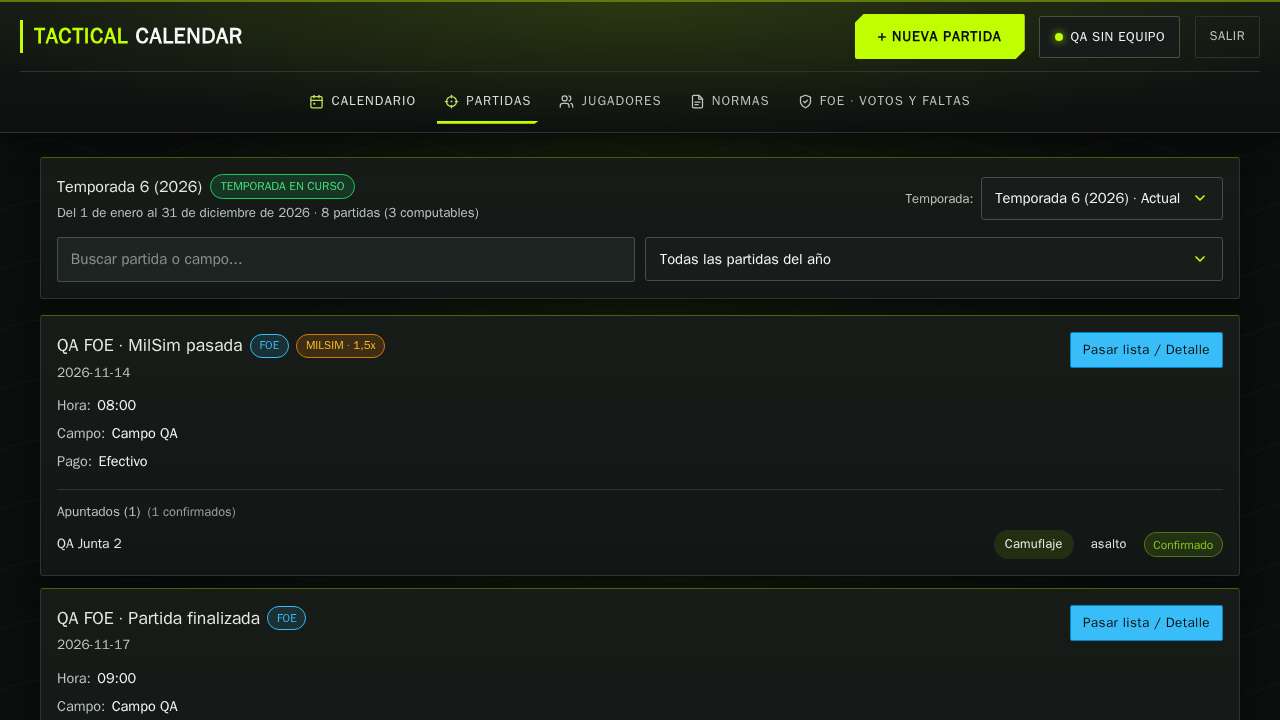 TACTICAL CALENDAR
+ NUEVA PARTIDA
QA SIN EQUIPO
SALIR
CALENDARIO
PARTIDAS
JUGADORES
NORMAS
FOE · VOTOS Y FALTAS
Temporada 6 (2026) TEMPORADA EN CURSO
Del 1 de enero al 31 de diciembre de 2026 · 8 partidas (3 computables)
Temporada: Temporada 6 (2026) · Actual
Buscar partida o campo...
Todas las partidas del año
QA FOE · MilSim pasada FOE MILSIM · 1,5x
Pasar lista / Detalle
2026-11-14
Hora: 08:00
Campo: Campo QA
Pago: Efectivo
Apuntados (1) (1 confirmados)
QA Junta 2 Camuflaje asalto Confirmado
QA FOE · Partida finalizada FOE
Pasar lista / Detalle
2026-11-17
Hora: 09:00
Campo: Campo QA